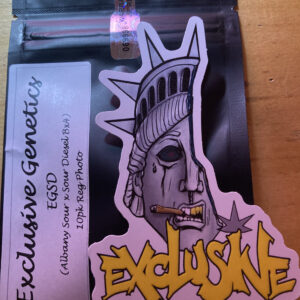 Exclusive Genetics
EGSD
(Albany Sour x Sour Diesel Bx4)
10pk Reg Photo
EXCLUSIVE